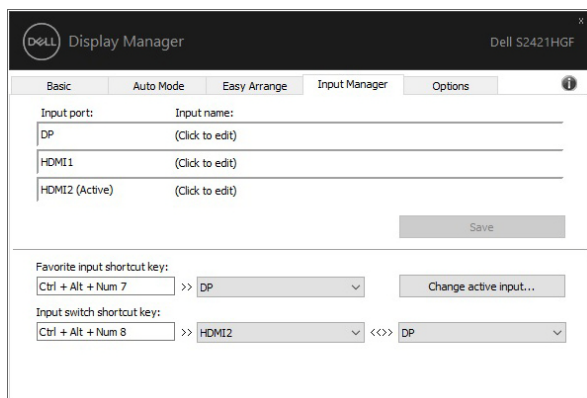 DELL Display Manager Dell S2421HGF x
Basic Auto Mode Easy Arrange Input Manager Options i
Input port: Input name:
DP (Click to edit)
HDMI1 (Click to edit)
HDMI2 (Active) (Click to edit)
Save
Favorite input shortcut key:
Ctrl + Alt + Num 7 >> DP Change active input...
Input switch shortcut key:
Ctrl + Alt + Num 8 >> HDMI2 <<>> DP